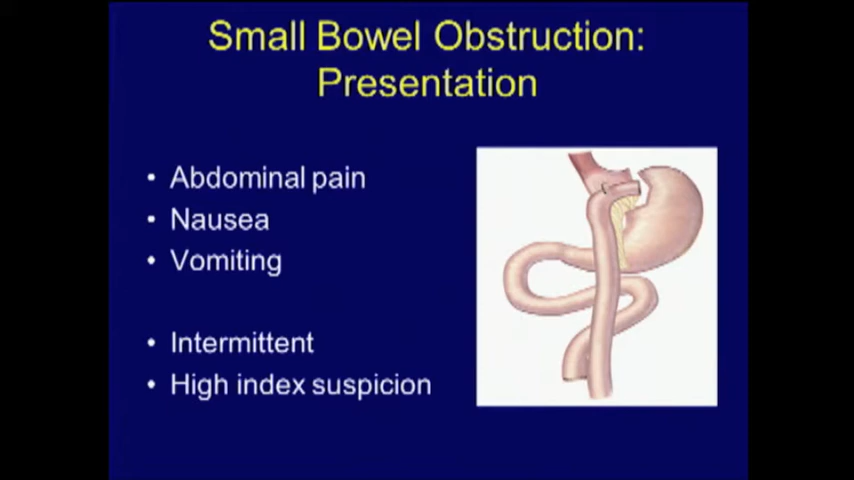 Small Bowel Obstruction:
Presentation
• Abdominal pain
• Nausea
• Vomiting
• Intermittent
• High index suspicion